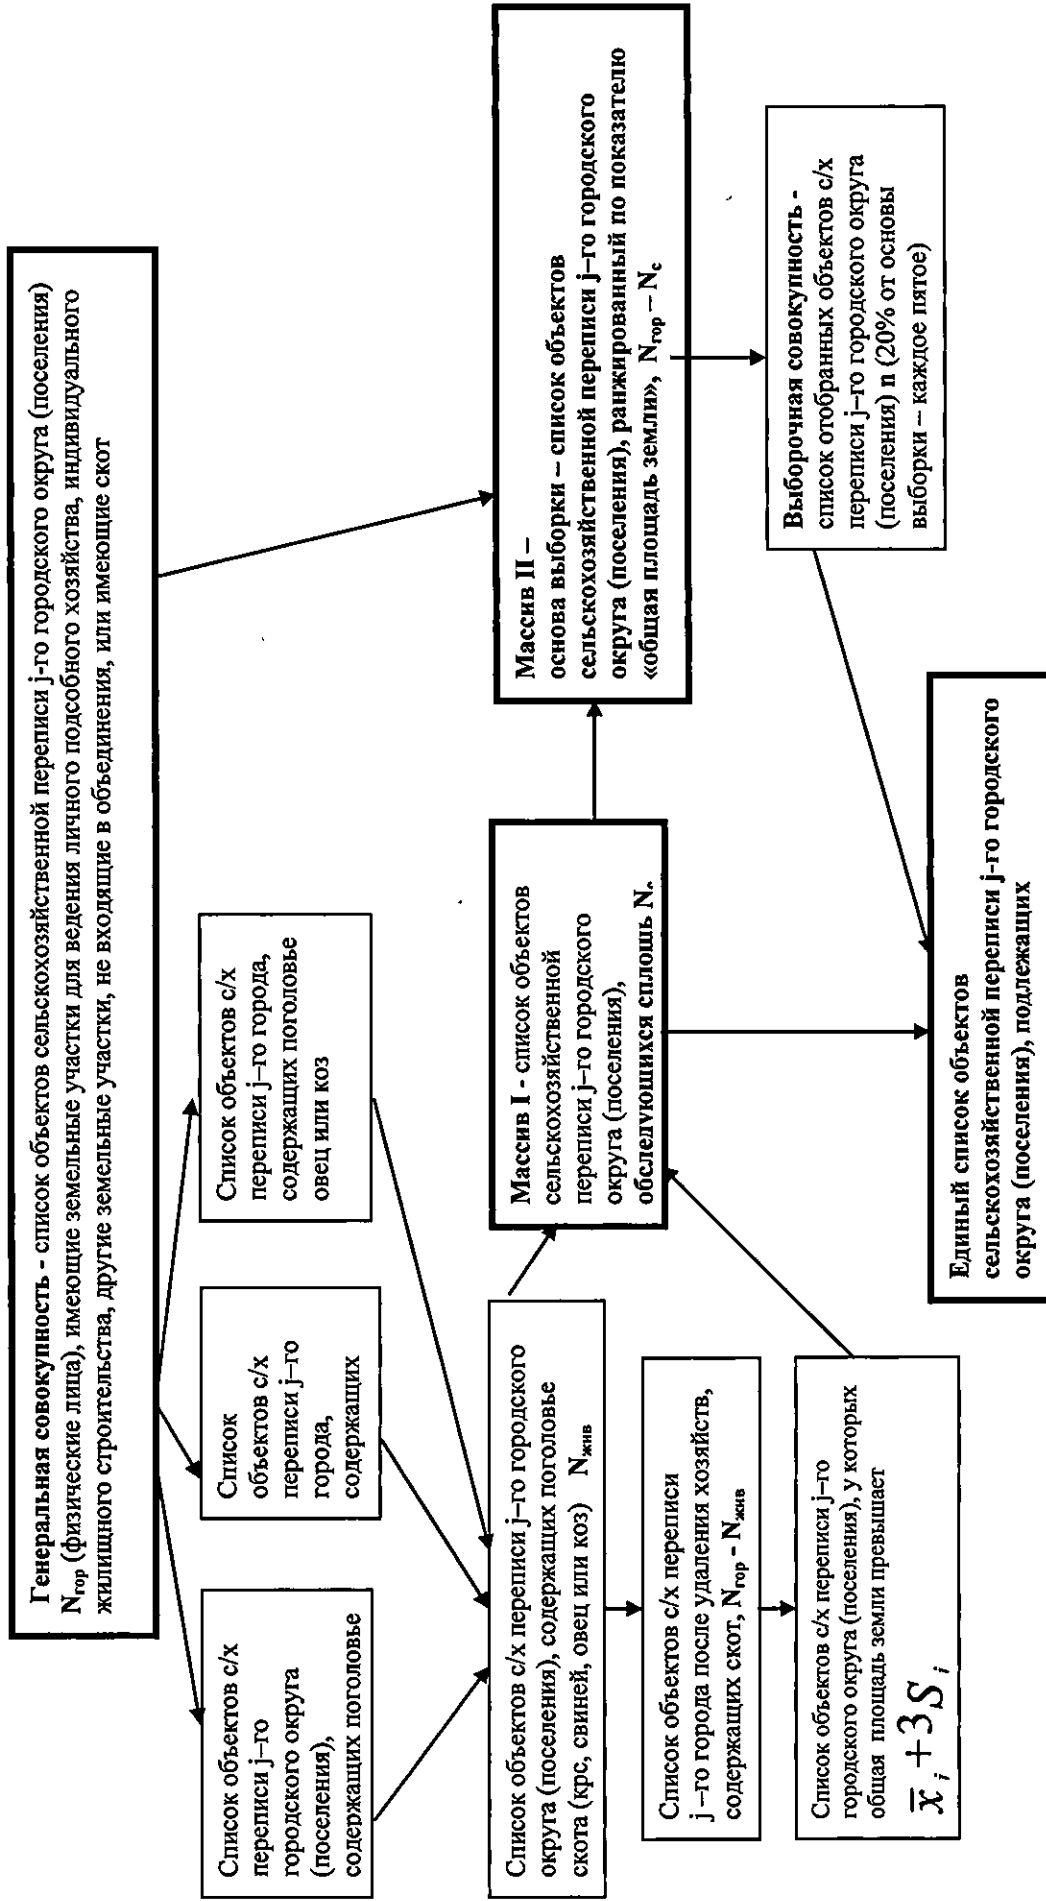 Генеральная совокупность - список объектов сельскохозяйственной переписи j-го городского округа (поселения)
Nгор (физические лица), имеющие земельные участки для ведения личного подсобного хозяйства, индивидуального
жилищного строительства, другие земельные участки, не входящие в объединения, или имеющие скот
Список объектов с/х
переписи j–го
городского округа
(поселения),
содержащих поголовье
Список
объектов с/х
переписи j–го
города,
содержащих
Список объектов с/х
переписи j–го города,
содержащих поголовье
овец или коз
Список объектов с/х переписи j–го городского
округа (поселения), содержащих поголовье
скота (крс, свиней, овец или коз) Nжив
Массив I - список объектов
сельскохозяйственной
переписи j–го городского
округа (поселения),
обследующихся сплошь Nс
Массив II –
основа выборки – список объектов
сельскохозяйственной переписи j–го городского
округа (поселения), ранжированный по показателю
«общая площадь земли», Nгор – Nс
Список объектов с/х переписи
j –го города после удаления хозяйств,
содержащих скот, Nгор - Nжив
Выборочная совокупность -
список отобранных объектов с/х
переписи j–го городского округа
(поселения) n (20% от основы
выборки – каждое пятое)
Список объектов с/х переписи j–го
городского округа (поселения), у которых
общая площадь земли превышает
x̄ i + 3S i
Единый список объектов
сельскохозяйственной переписи j–го городского
округа (поселения), подлежащих